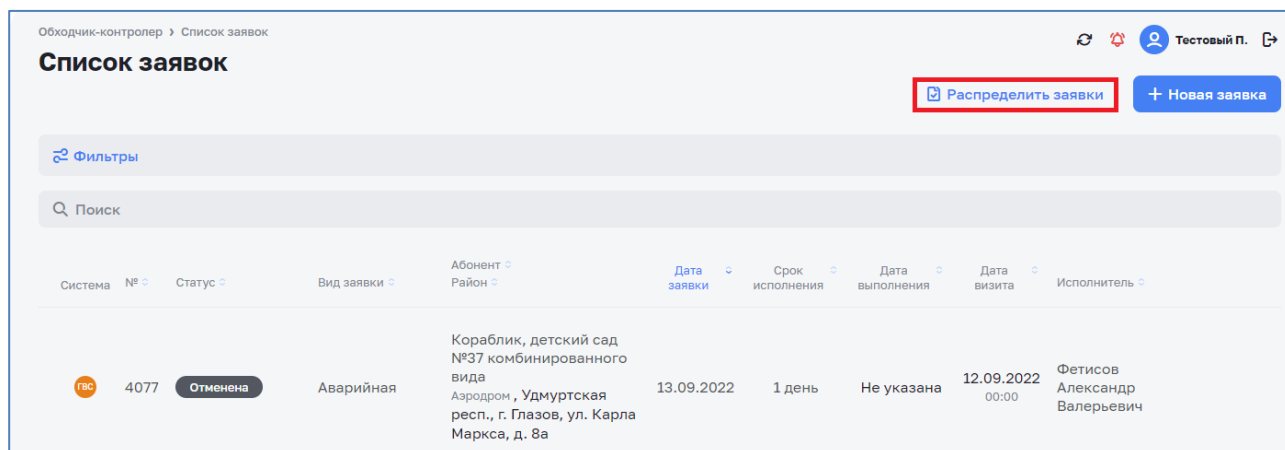 Обходчик-контролер › Список заявок
Тестовый П.
Список заявок
Распределить заявки
+ Новая заявка
Фильтры
Поиск
Система № Статус Вид заявки Абонент Район Дата заявки Срок исполнения Дата выполнения Дата визита Исполнитель
Кораблик, детский сад
№37 комбинированного
вида
Аэродром , Удмуртская
респ., г. Глазов, ул. Карла
Маркса, д. 8а
ГВС 4077 Отменена Аварийная 13.09.2022 1 день Не указана 12.09.2022
00:00
Фетисов
Александр
Валерьевич